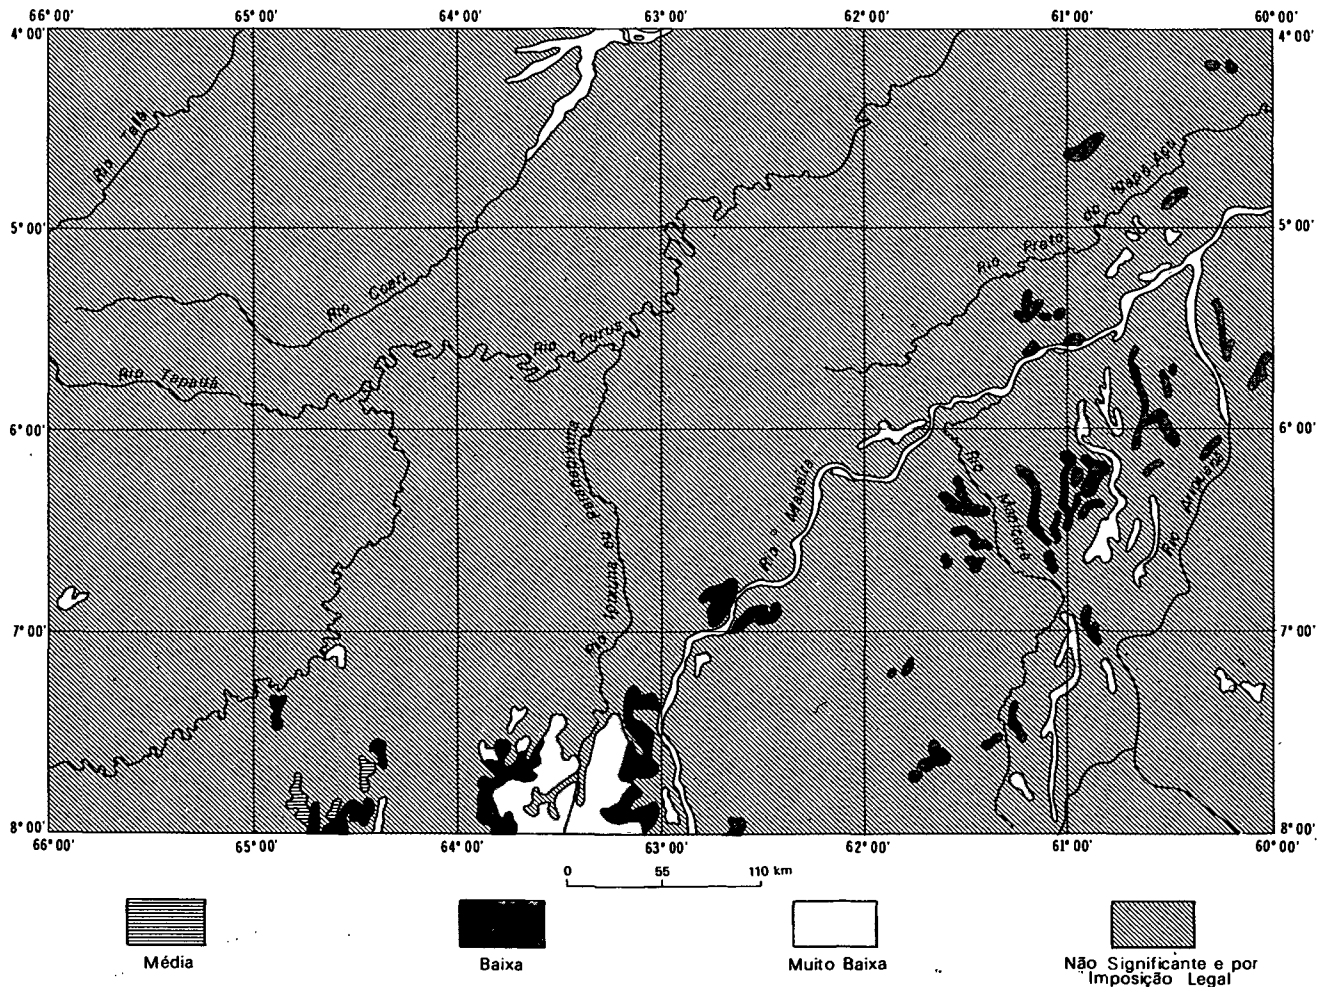 66° 00' 65° 00' 64° 00' 63° 00' 62° 00' 61° 00' 60° 00'
4° 00' 4° 00'
Rio Tefé
Rio Preto do Igapó-Açu
5° 00' 5° 00'
Rio Coari
Rio Purus
Rio Tapauá
6° 00' 6° 00'
Rio Ipixuna ou Paranapixuna
Rio Madeira
Rio Manicoré
Rio
7° 00' 7° 00'
8° 00' 8° 00'
66° 00' 65° 00' 64° 00' 63° 00' 62° 00' 61° 00' 60° 00'
0 55 110 km
Média Baixa Muito Baixa Não Significante e por
Imposição Legal